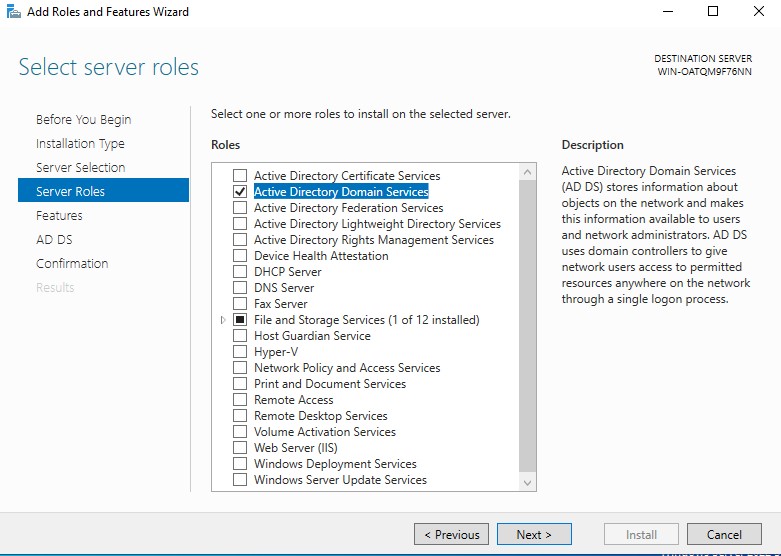 Add Roles and Features Wizard
Select server roles
DESTINATION SERVER
WIN-OATQM9F76NN
Before You Begin
Installation Type
Server Selection
Server Roles
Features
AD DS
Confirmation
Results
Select one or more roles to install on the selected server.
Roles
Active Directory Certificate Services
Active Directory Domain Services
Active Directory Federation Services
Active Directory Lightweight Directory Services
Active Directory Rights Management Services
Device Health Attestation
DHCP Server
DNS Server
Fax Server
File and Storage Services (1 of 12 installed)
Host Guardian Service
Hyper-V
Network Policy and Access Services
Print and Document Services
Remote Access
Remote Desktop Services
Volume Activation Services
Web Server (IIS)
Windows Deployment Services
Windows Server Update Services
Description
Active Directory Domain Services
(AD DS) stores information about
objects on the network and makes
this information available to users
and network administrators. AD DS
uses domain controllers to give
network users access to permitted
resources anywhere on the network
through a single logon process.
< Previous
Next >
Install
Cancel